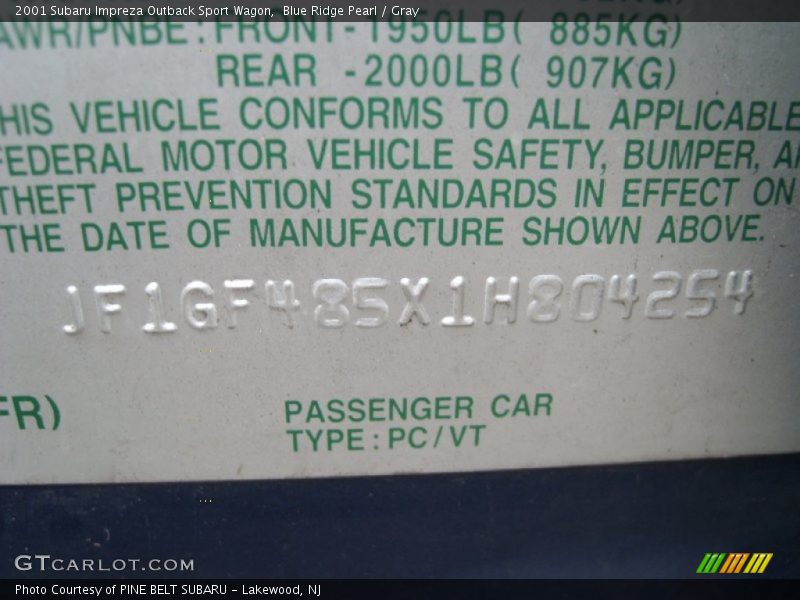 2001 Subaru Impreza Outback Sport Wagon,  Blue Ridge Pearl / Gray
AWR/PNBE: FRONT-1950LB( 885KG)
REAR -2000LB( 907KG)
HIS VEHICLE CONFORMS TO ALL APPLICABLE
FEDERAL MOTOR VEHICLE SAFETY, BUMPER, A
THEFT PREVENTION STANDARDS IN EFFECT ON
THE DATE OF MANUFACTURE SHOWN ABOVE.
JF1GF485X1H804254
FR)
PASSENGER CAR
TYPE: PC/VT
GTCARLOT.COM
Photo Courtesy of PINE BELT SUBARU - Lakewood, NJ